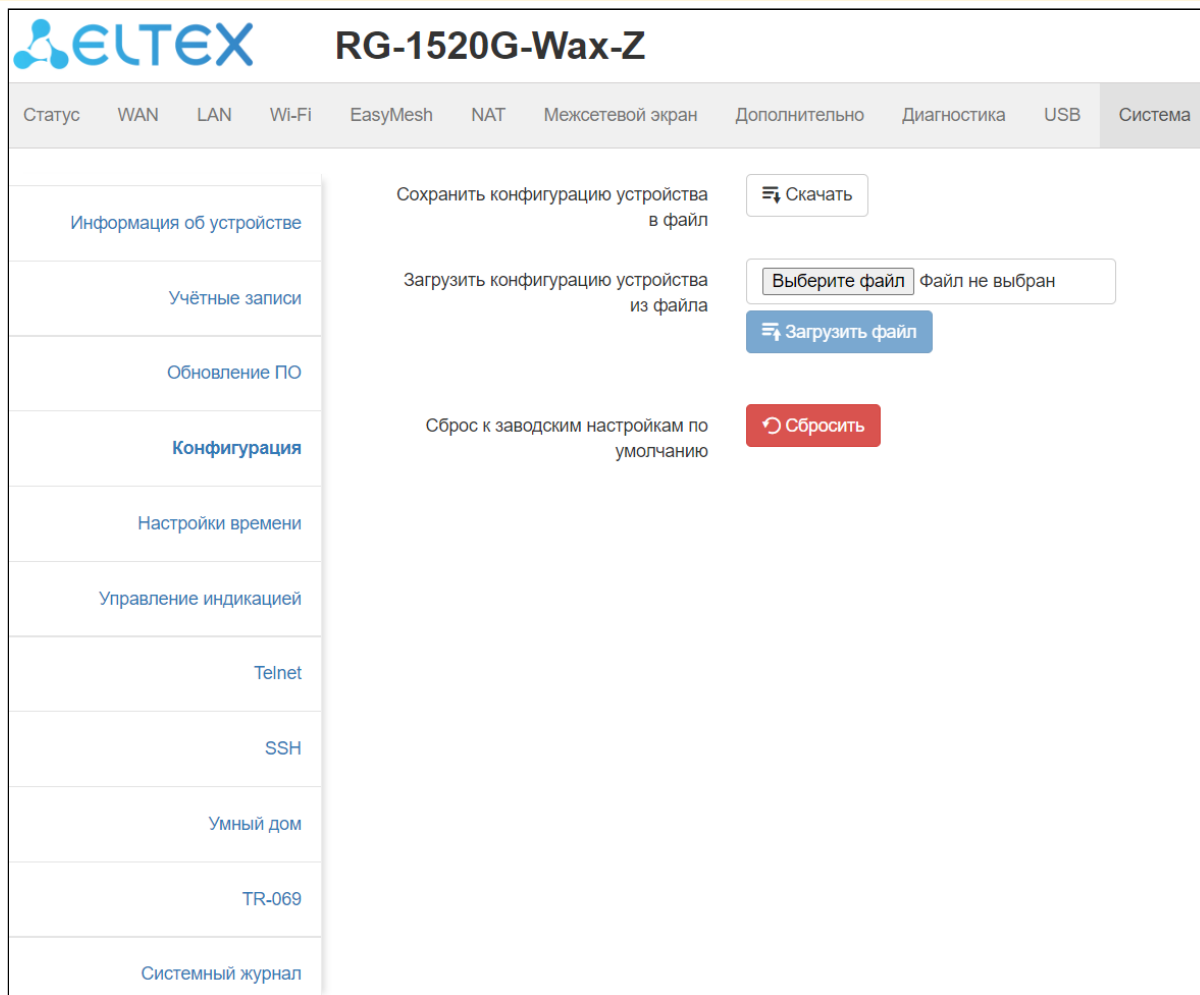 ELTEX RG-1520G-Wax-Z
Статус WAN LAN Wi-Fi EasyMesh NAT Межсетевой экран Дополнительно Диагностика USB Система
Информация об устройстве
Учётные записи
Обновление ПО
Конфигурация
Настройки времени
Управление индикацией
Telnet
SSH
Умный дом
TR-069
Системный журнал
Сохранить конфигурацию устройства
в файл
Скачать
Загрузить конфигурацию устройства
из файла
Выберите файл Файл не выбран
Загрузить файл
Сброс к заводским настройкам по
умолчанию
Сбросить